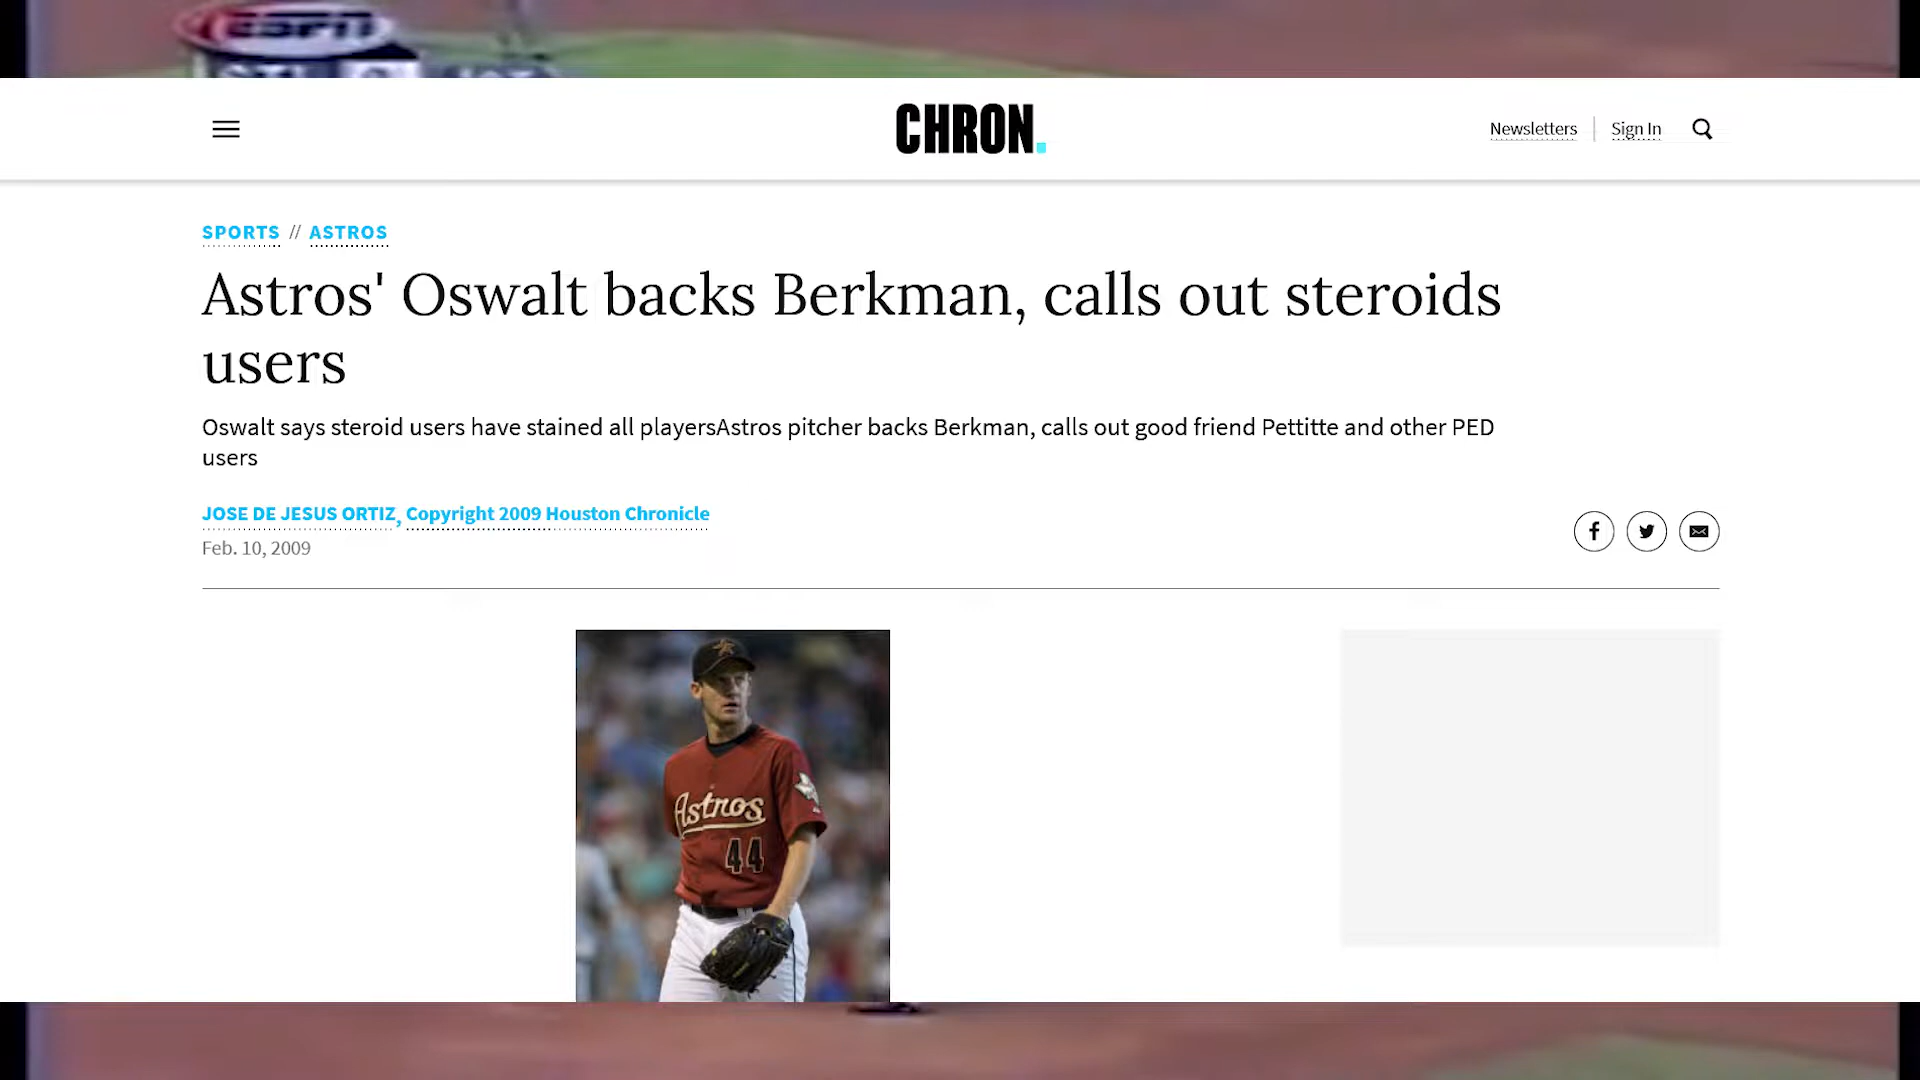 ESPN
CHRON.
Newsletters
Sign In
SPORTS // ASTROS
Astros' Oswalt backs Berkman, calls out steroids
users
Oswalt says steroid users have stained all playersAstros pitcher backs Berkman, calls out good friend Pettitte and other PED
users
JOSE DE JESUS ORTIZ, Copyright 2009 Houston Chronicle
Feb. 10, 2009
Astros
44